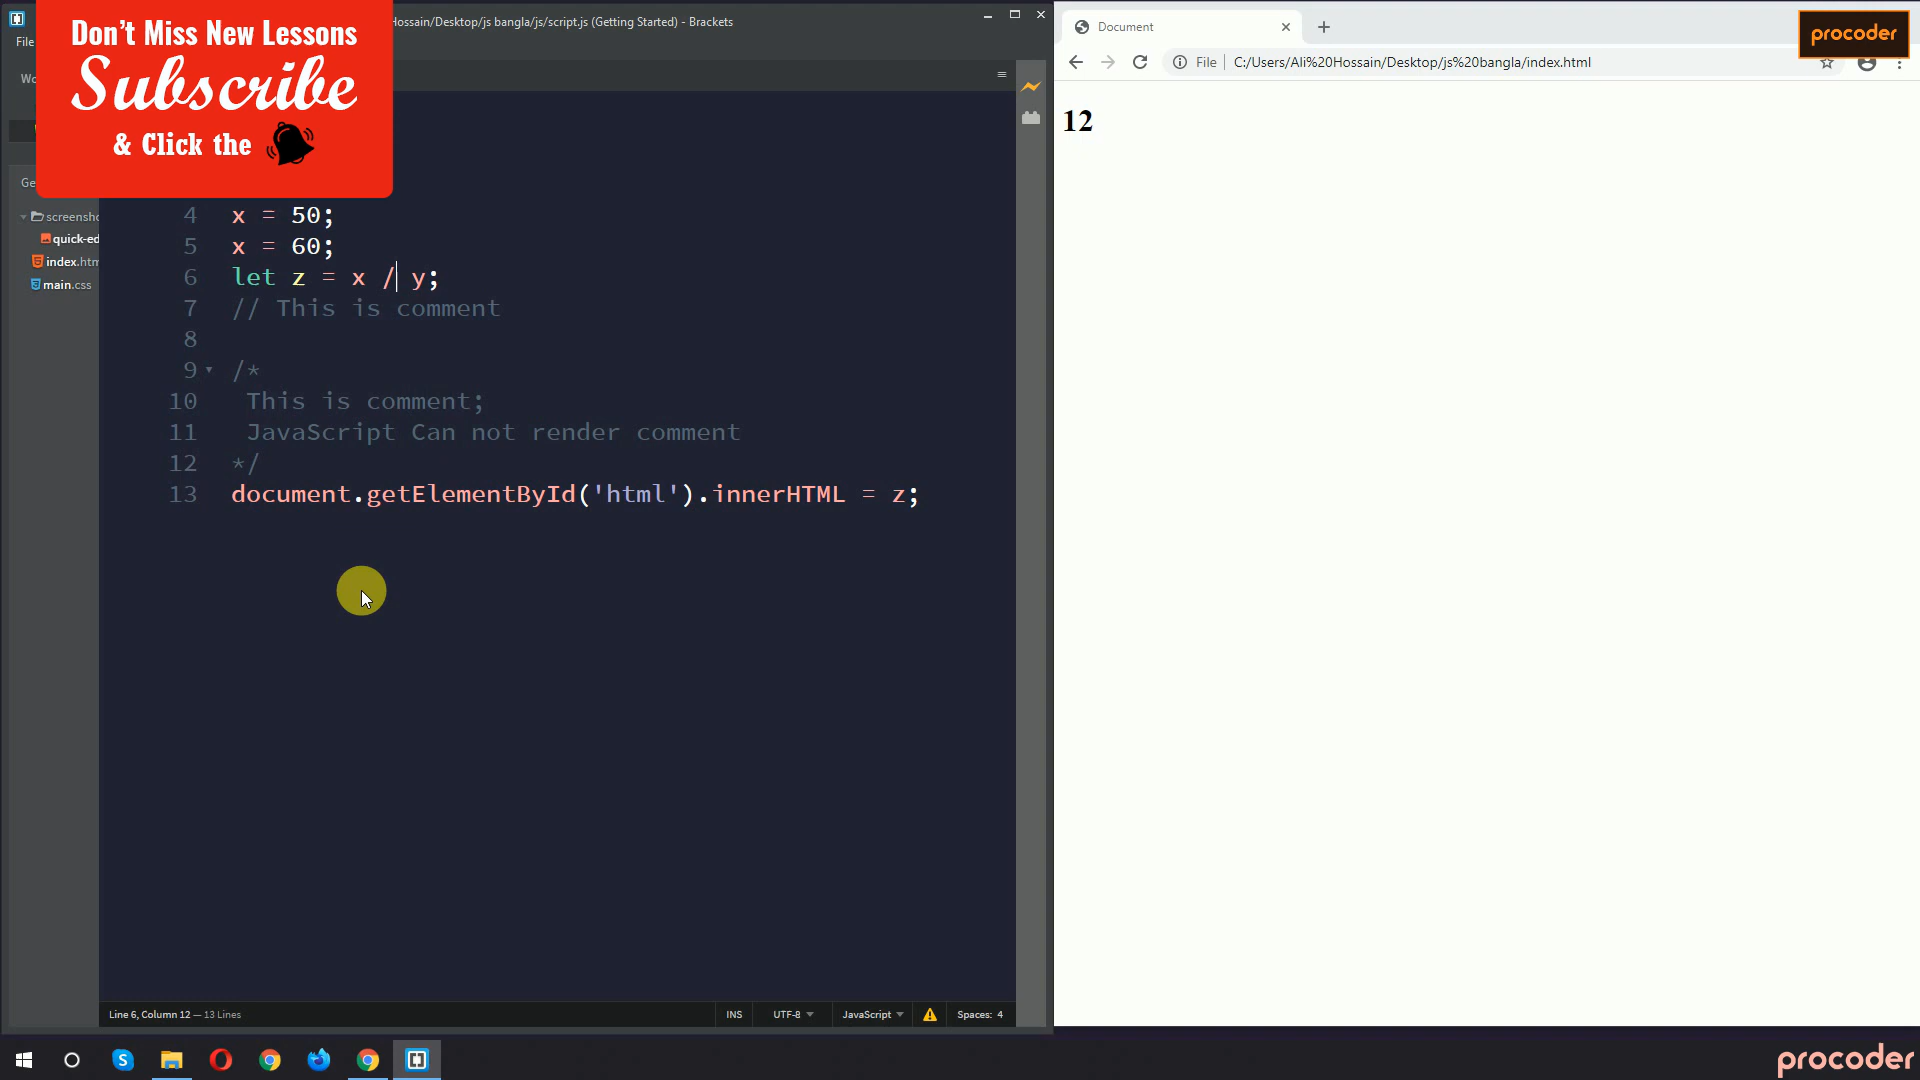 Don't Miss New Lessons
Subscribe
& Click the
Hossain/Desktop/js bangla/js/script.js (Getting Started) - Brackets
File
Document
procoder
File C:/Users/Ali%20Hossain/Desktop/js%20bangla/index.html
12
4 x = 50;
5 x = 60;
6 let z = x / y;
7 // This is comment
8
9 /*
10 This is comment;
11 JavaScript Can not render comment
12 */
13 document.getElementById('html').innerHTML = z;
screensho
quick-ed
index.htm
main.css
Line 6, Column 12 — 13 Lines
INS UTF-8 JavaScript Spaces: 4
procoder